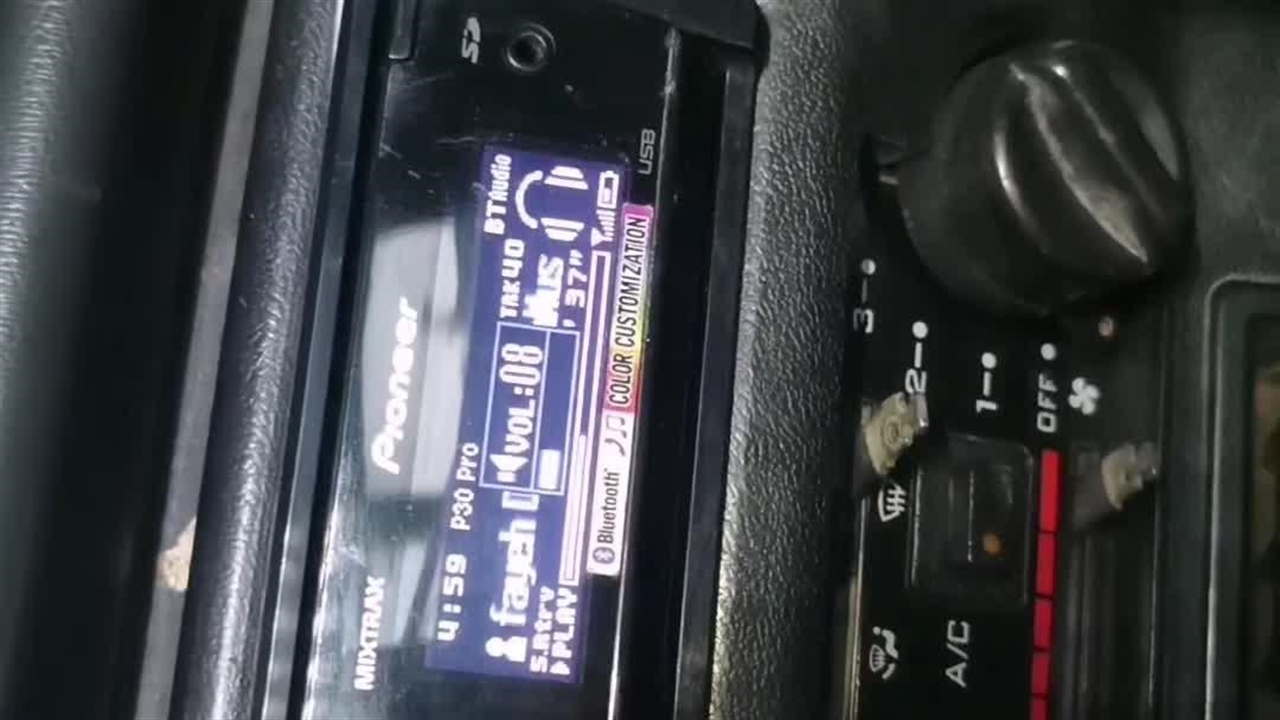 SD
USB
Pioneer
MIXTRAX
4:59 P30 Pro
BTAudio
TRK40
fayeh
VOL:08
'37"
S.Rtrv
PLAY
Bluetooth
COLOR CUSTOMIZATION
3
2
1
OFF
A/C